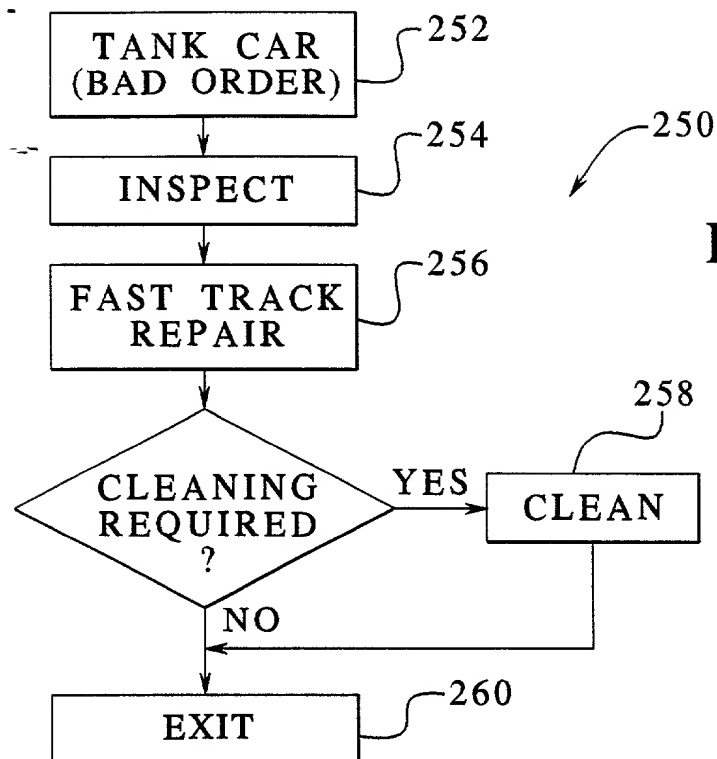 TANK CAR
(BAD ORDER)
252
INSPECT
254
250
FAST TRACK
REPAIR
256
CLEANING
REQUIRED
?
YES
258
CLEAN
NO
EXIT
260